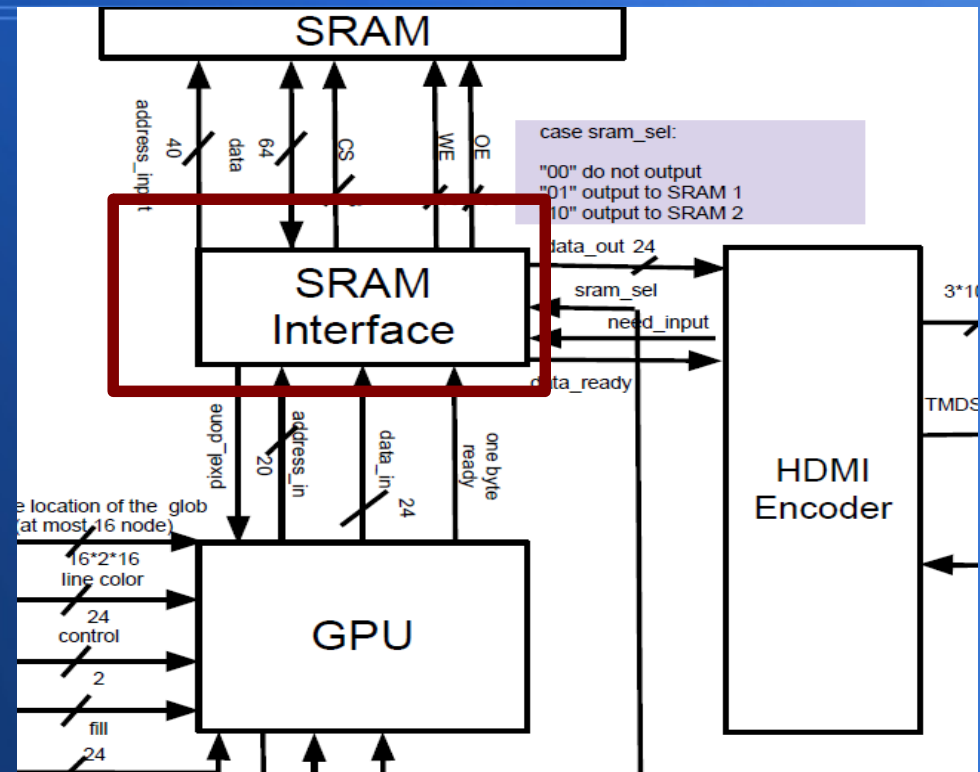 SRAM
address_input
40
data
64
CS
WE
OE
case sram_sel:
"00" do not output
"01" output to SRAM 1
"10" output to SRAM 2
SRAM
Interface
data_out 24
sram_sel
need_input
data_ready
3*10
TMDS
HDMI
Encoder
pixel_done
address_in
20
data_in
24
one byte
ready
e location of the glob
(at most 16 node)
16*2*16
line color
24
control
2
fill
24
GPU